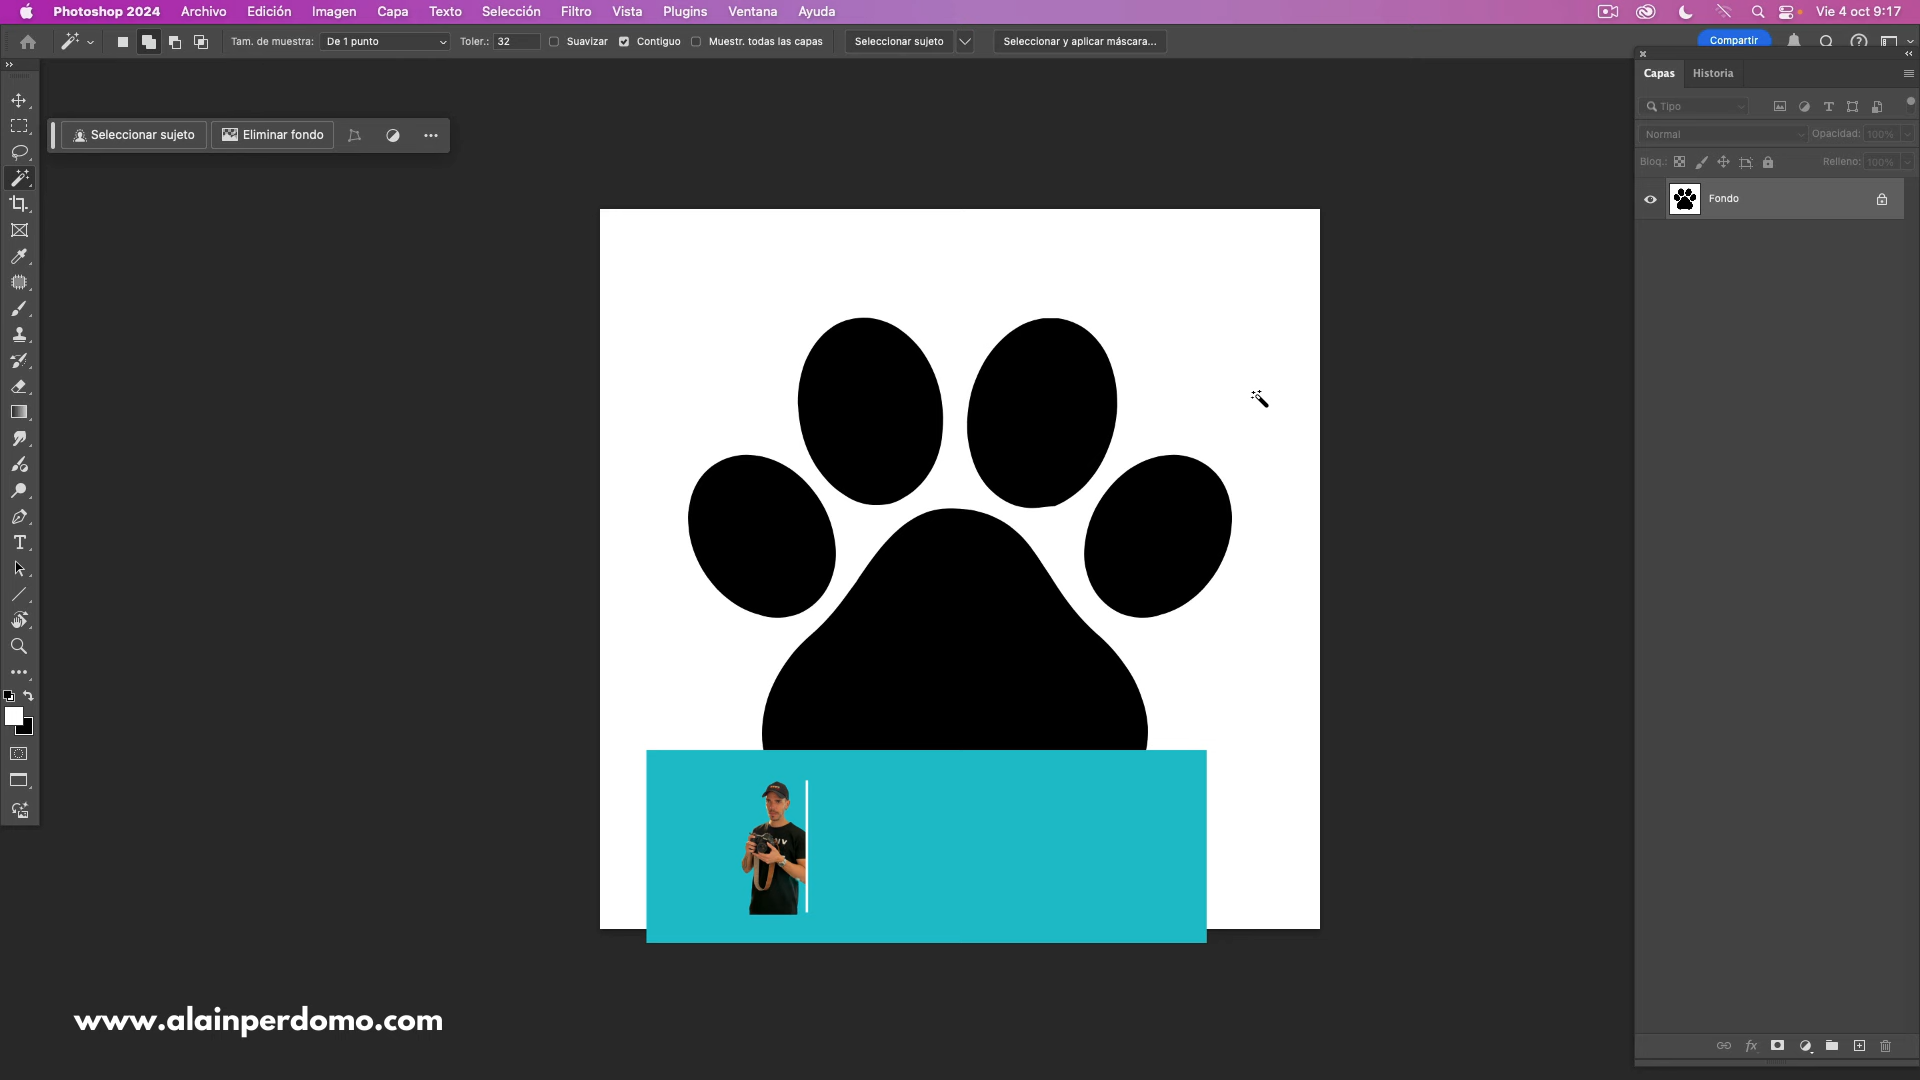 Photoshop 2024 Archivo Edición Imagen Capa Texto Selección Filtro Vista Plugins Ventana Ayuda Vie 4 oct 9:17
Tam. de muestra: De 1 punto Toler.: 32 Suavizar Contiguo Muestr. todas las capas Seleccionar sujeto Seleccionar y aplicar máscara... Compartir
Capas Historia
Tipo
Seleccionar sujeto Eliminar fondo
Normal Opacidad: 100%
Bloq.: Relleno: 100%
Fondo
www.alainperdomo.com